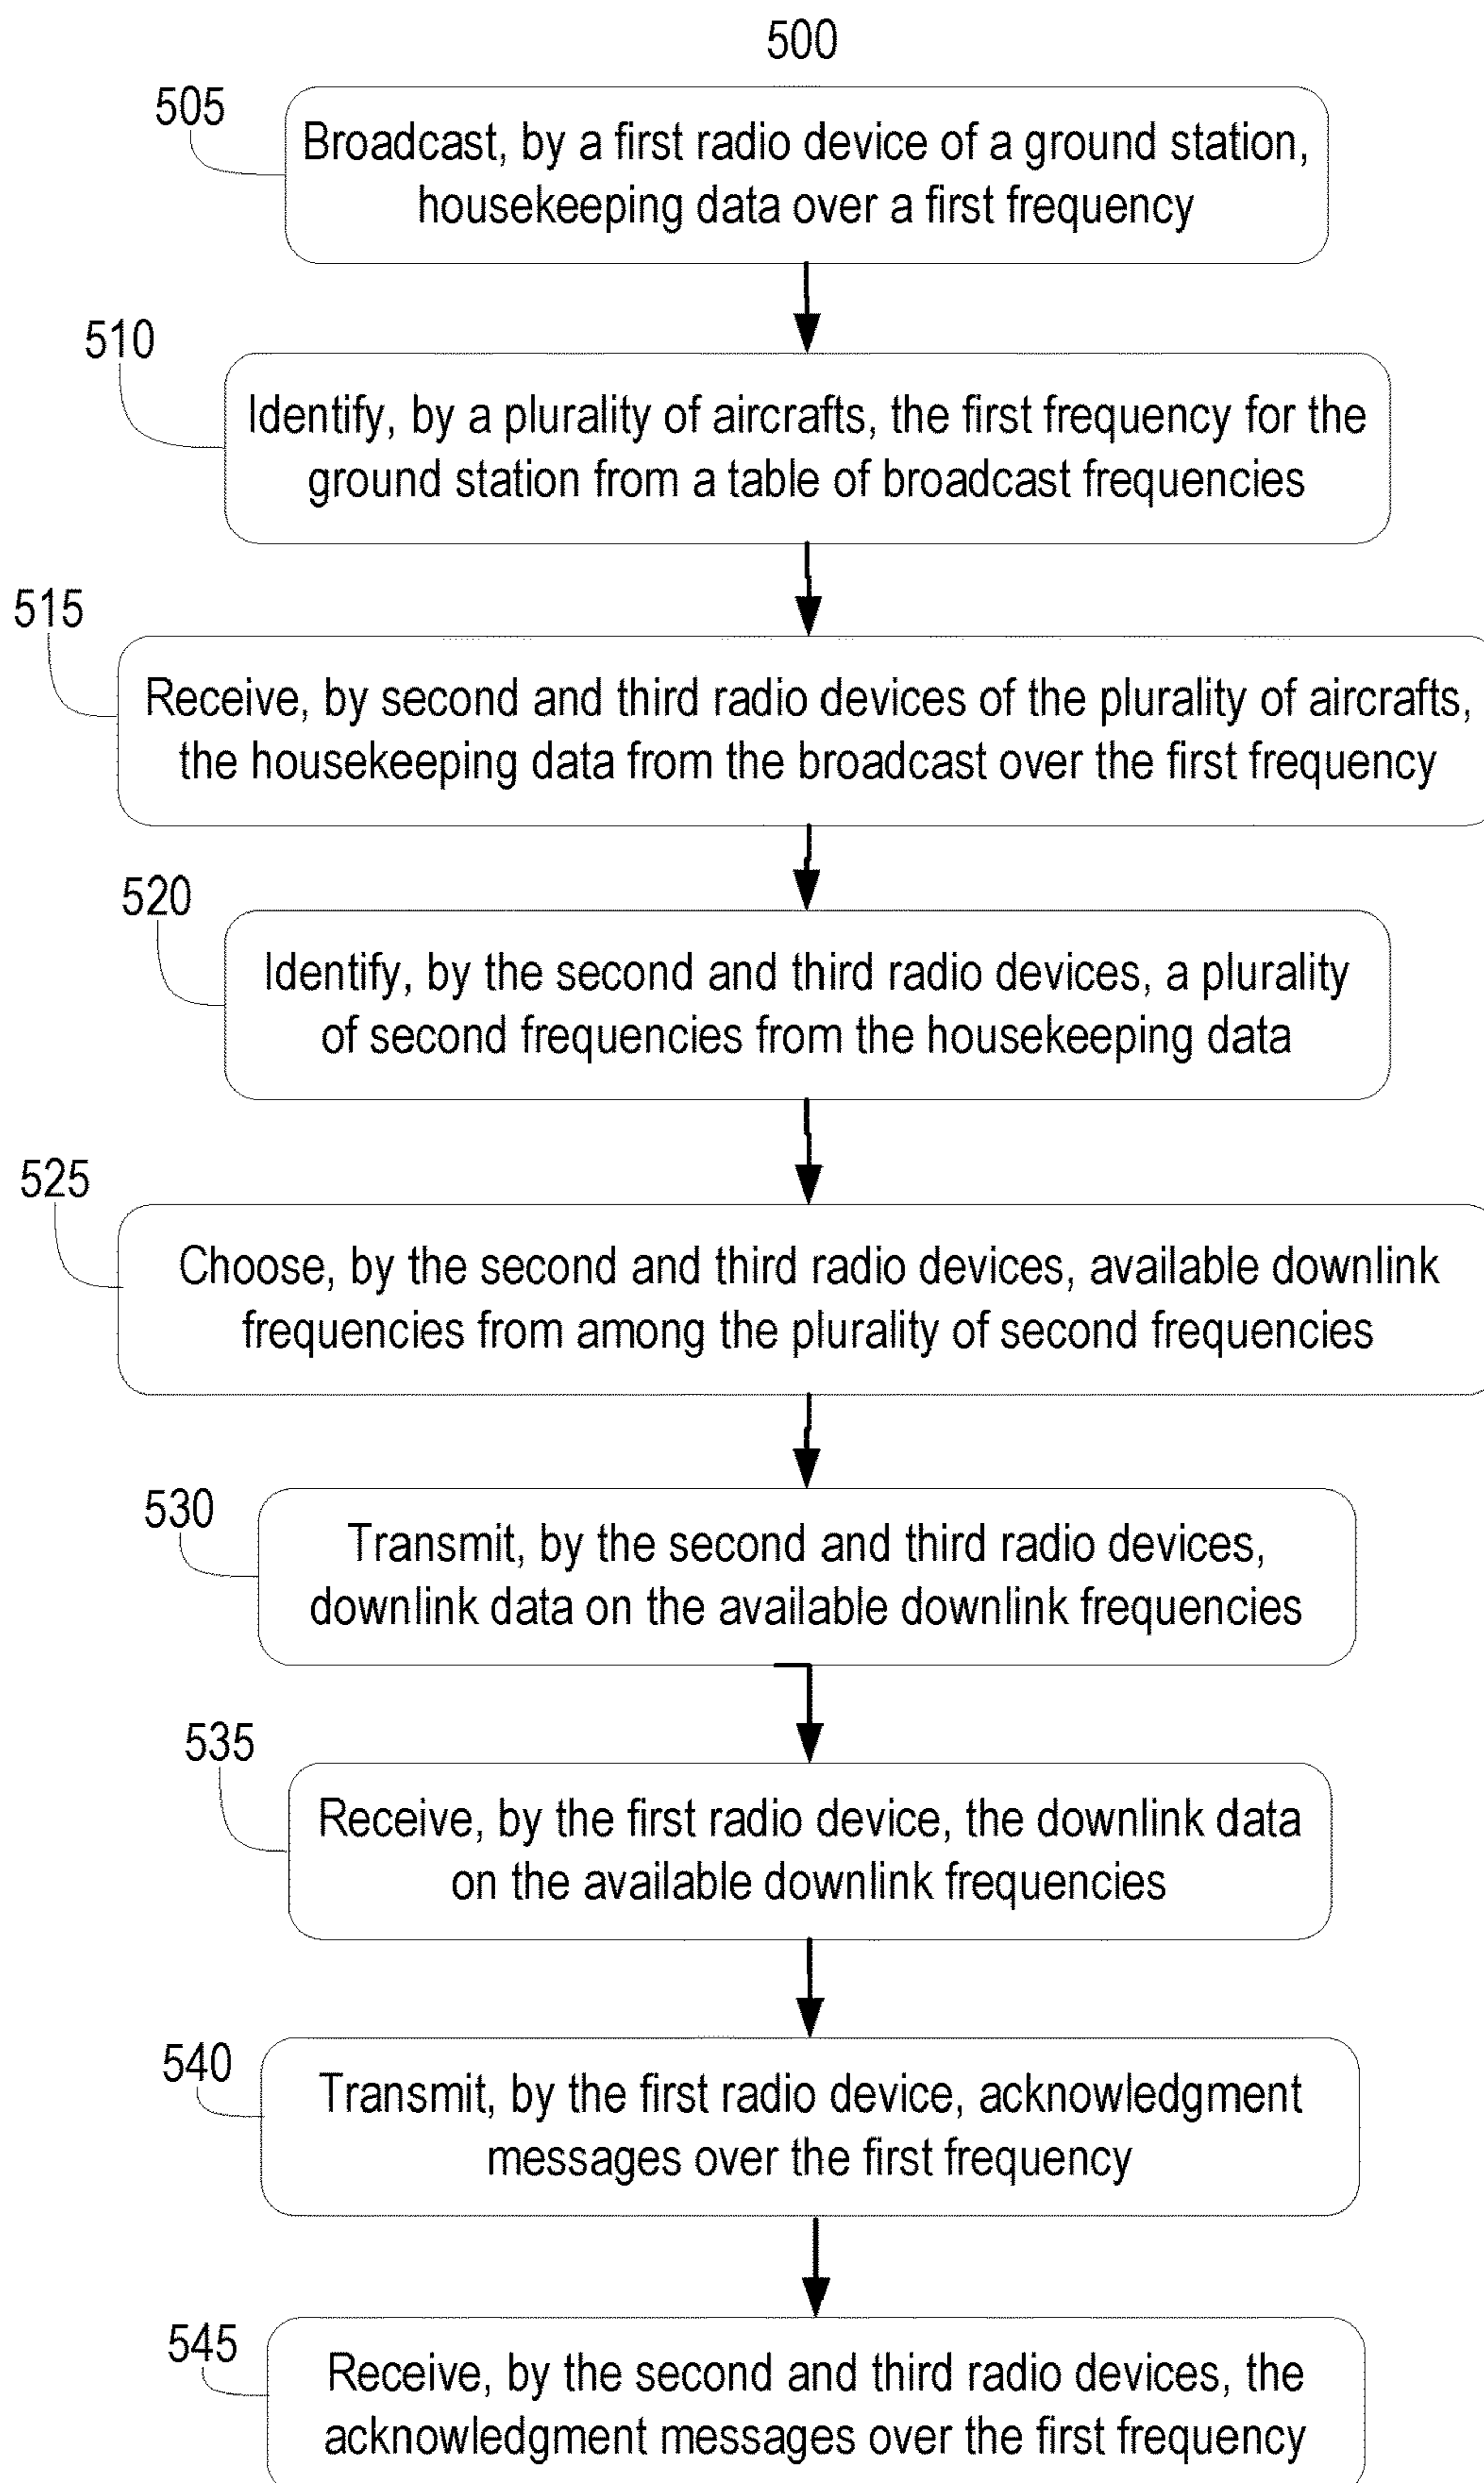 500
505
Broadcast, by a first radio device of a ground station,
housekeeping data over a first frequency
510
Identify, by a plurality of aircrafts, the first frequency for the
ground station from a table of broadcast frequencies
515
Receive, by second and third radio devices of the plurality of aircrafts,
the housekeeping data from the broadcast over the first frequency
520
Identify, by the second and third radio devices, a plurality
of second frequencies from the housekeeping data
525
Choose, by the second and third radio devices, available downlink
frequencies from among the plurality of second frequencies
530
Transmit, by the second and third radio devices,
downlink data on the available downlink frequencies
535
Receive, by the first radio device, the downlink data
on the available downlink frequencies
540
Transmit, by the first radio device, acknowledgment
messages over the first frequency
545
Receive, by the second and third radio devices, the
acknowledgment messages over the first frequency